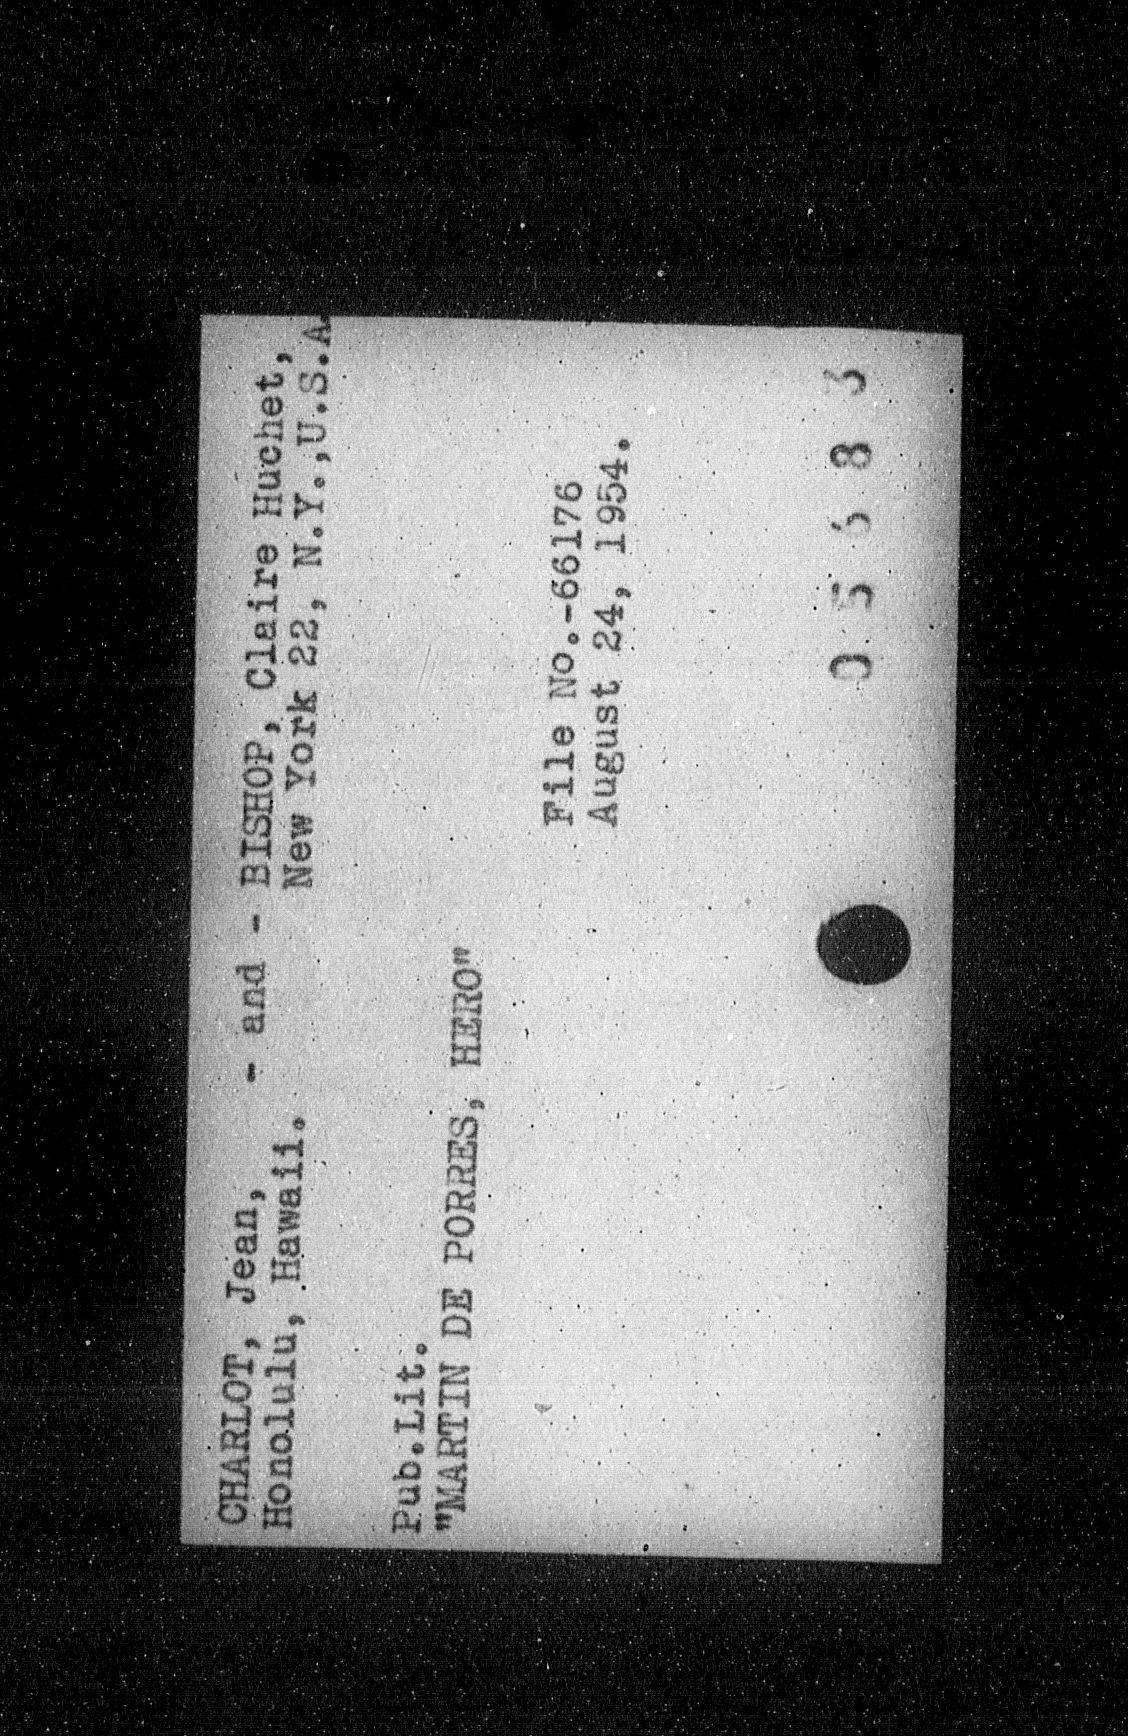 CHARLOT, Jean, - and - BISHOP, Claire Huchet,
Honolulu, Hawaii. New York 22, N.Y.,U.S.A.
Pub.Lit.
"MARTIN DE PORRES, HERO"
File No.-66176
August 24, 1954.